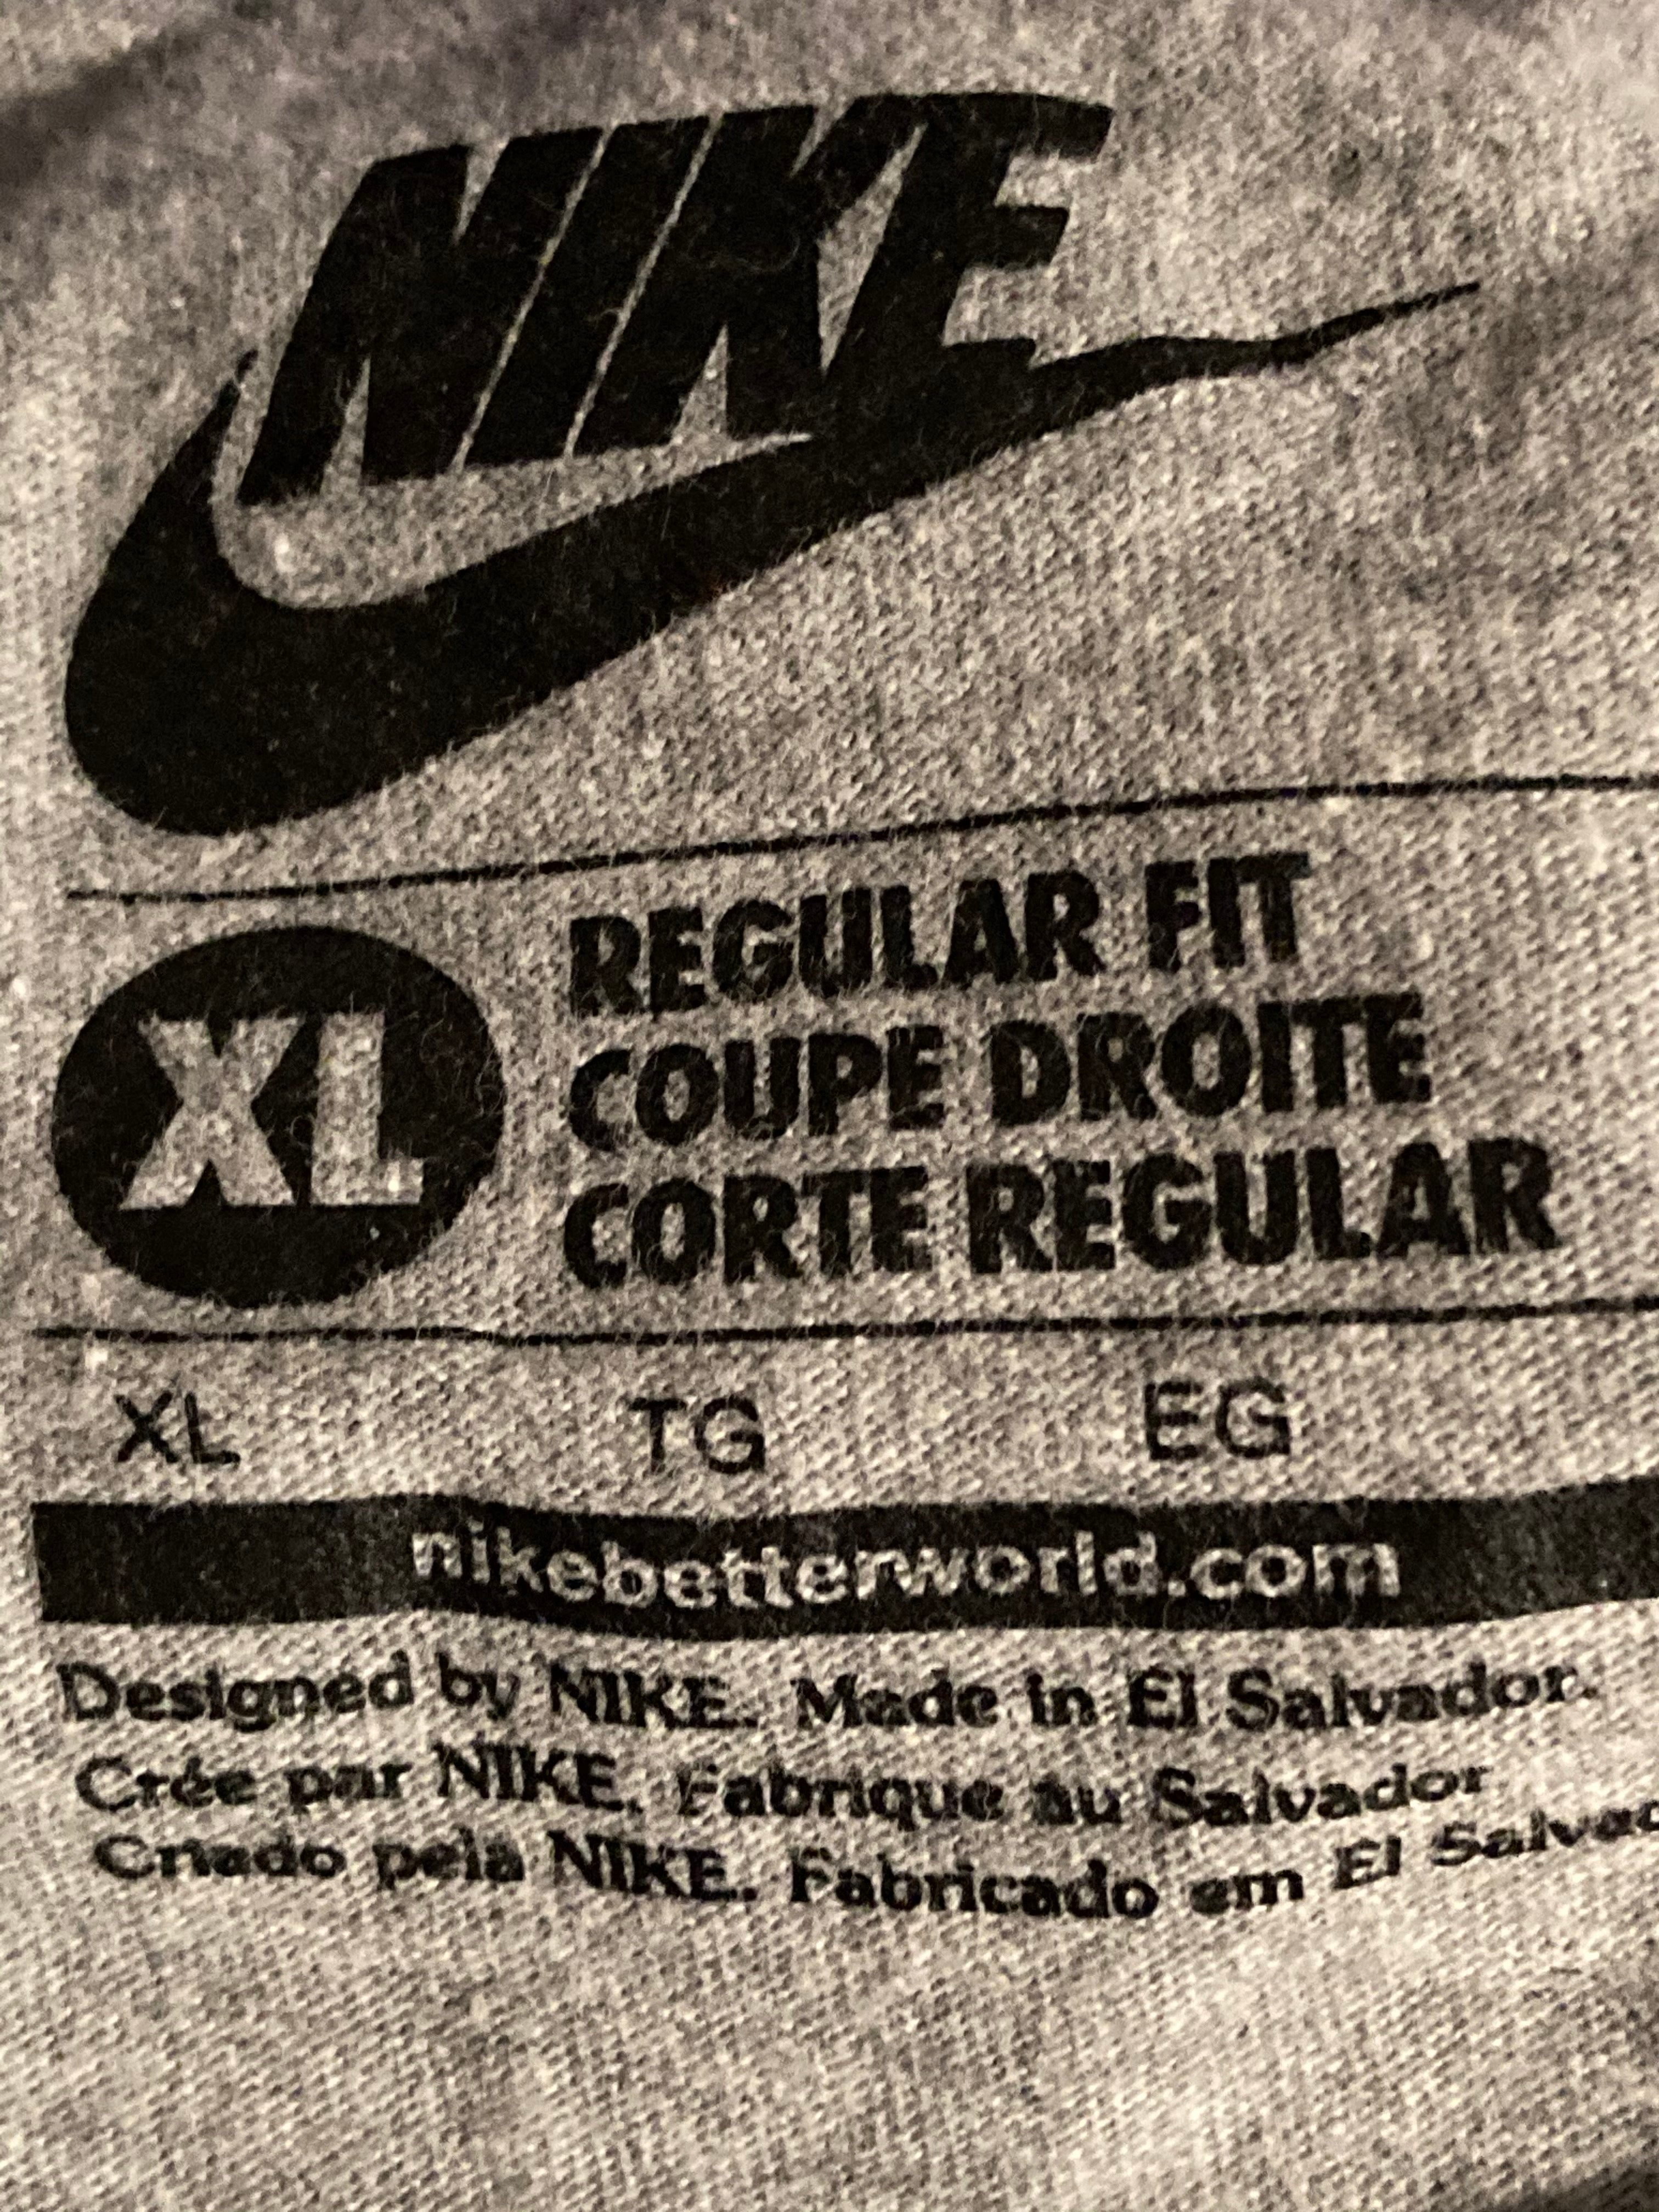 NIKE
XL
REGULAR FIT
COUPE DROITE
CORTE REGULAR
XL TG EG
nikebetterworld.com
Designed by NIKE. Made in El Salvador.
Crée par NIKE. Fabrique au Salvador
Criado pela NIKE. Fabricado em El